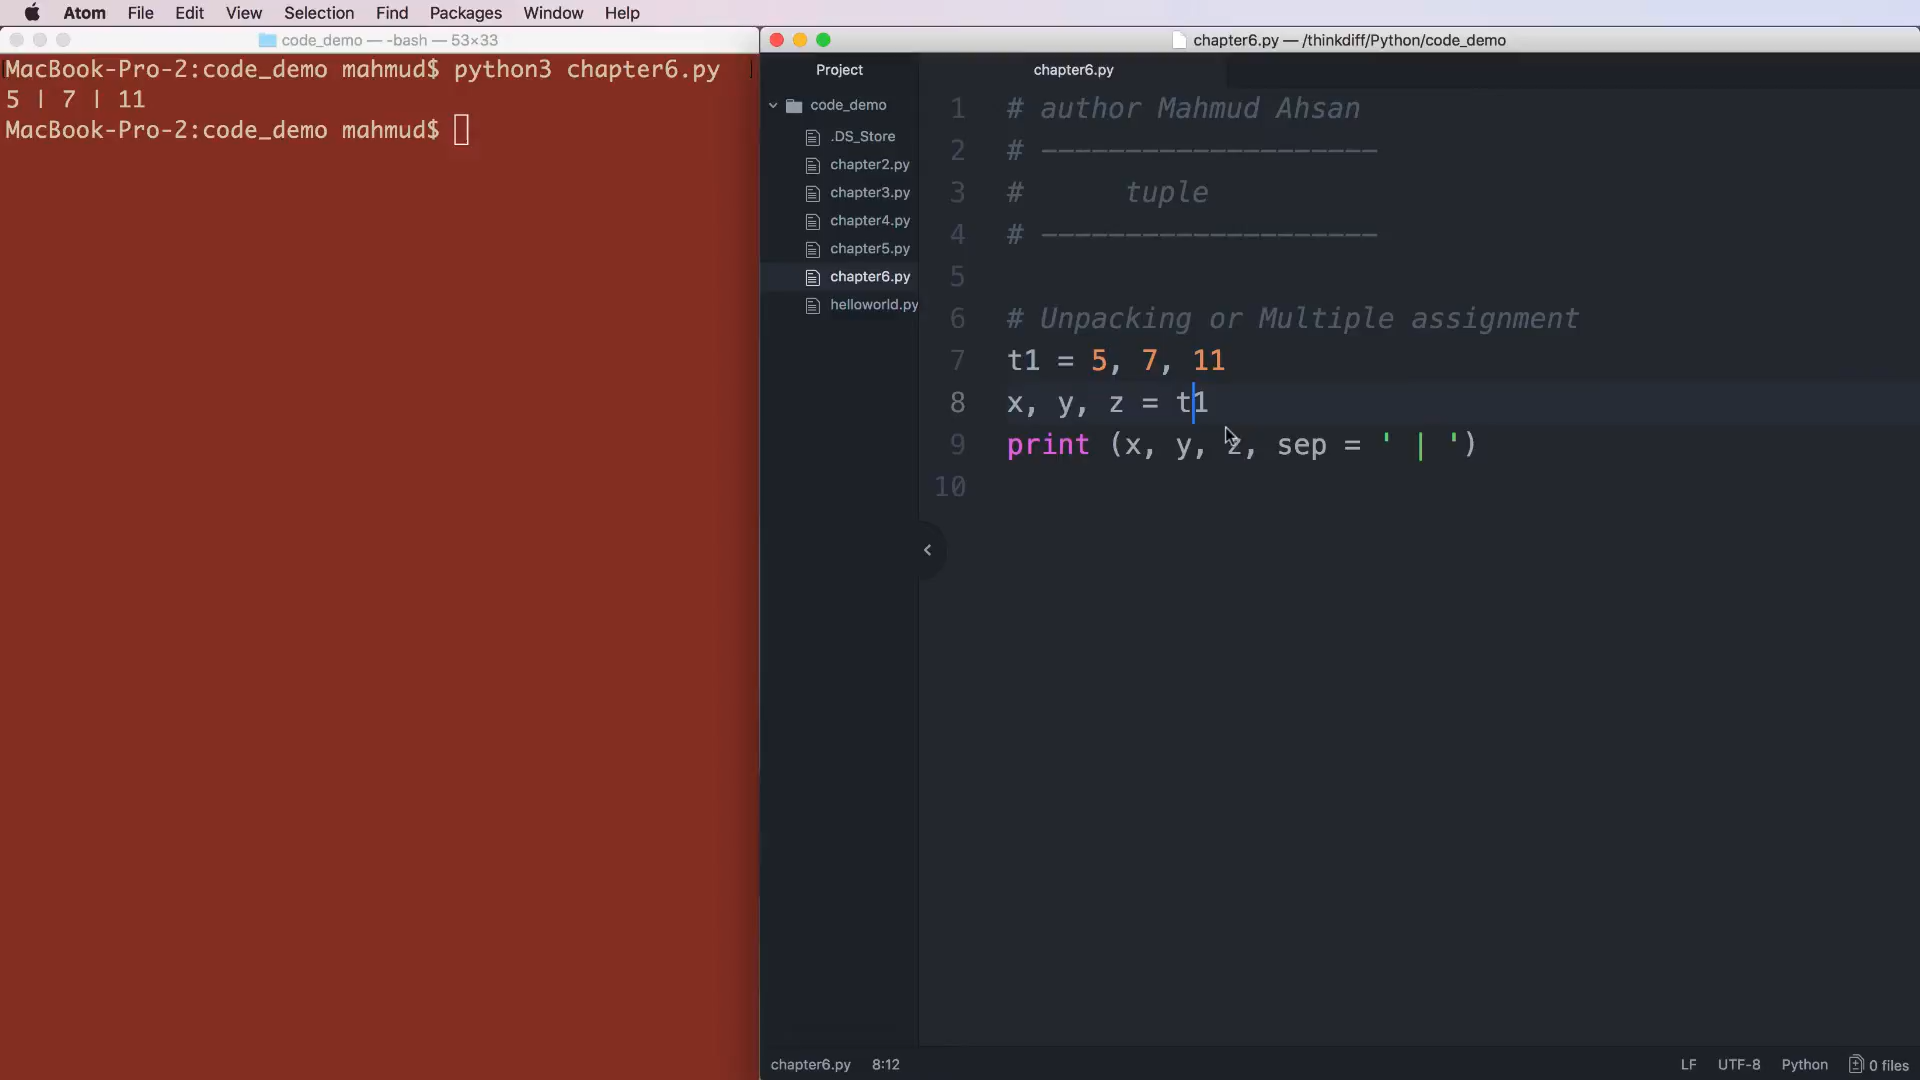 Atom File Edit View Selection Find Packages Window Help
code_demo — -bash — 53×33
MacBook-Pro-2:code_demo mahmud$ python3 chapter6.py
5 | 7 | 11
MacBook-Pro-2:code_demo mahmud$
chapter6.py — /thinkdiff/Python/code_demo
Project
code_demo
.DS_Store
chapter2.py
chapter3.py
chapter4.py
chapter5.py
chapter6.py
helloworld.py
chapter6.py
1 # author Mahmud Ahsan
2 # --------------------
3 #      tuple
4 # --------------------
5
6 # Unpacking or Multiple assignment
7 t1 = 5, 7, 11
8 x, y, z = t1
9 print (x, y, z, sep = ' | ')
10
chapter6.py 8:12
LF UTF-8 Python 0 files